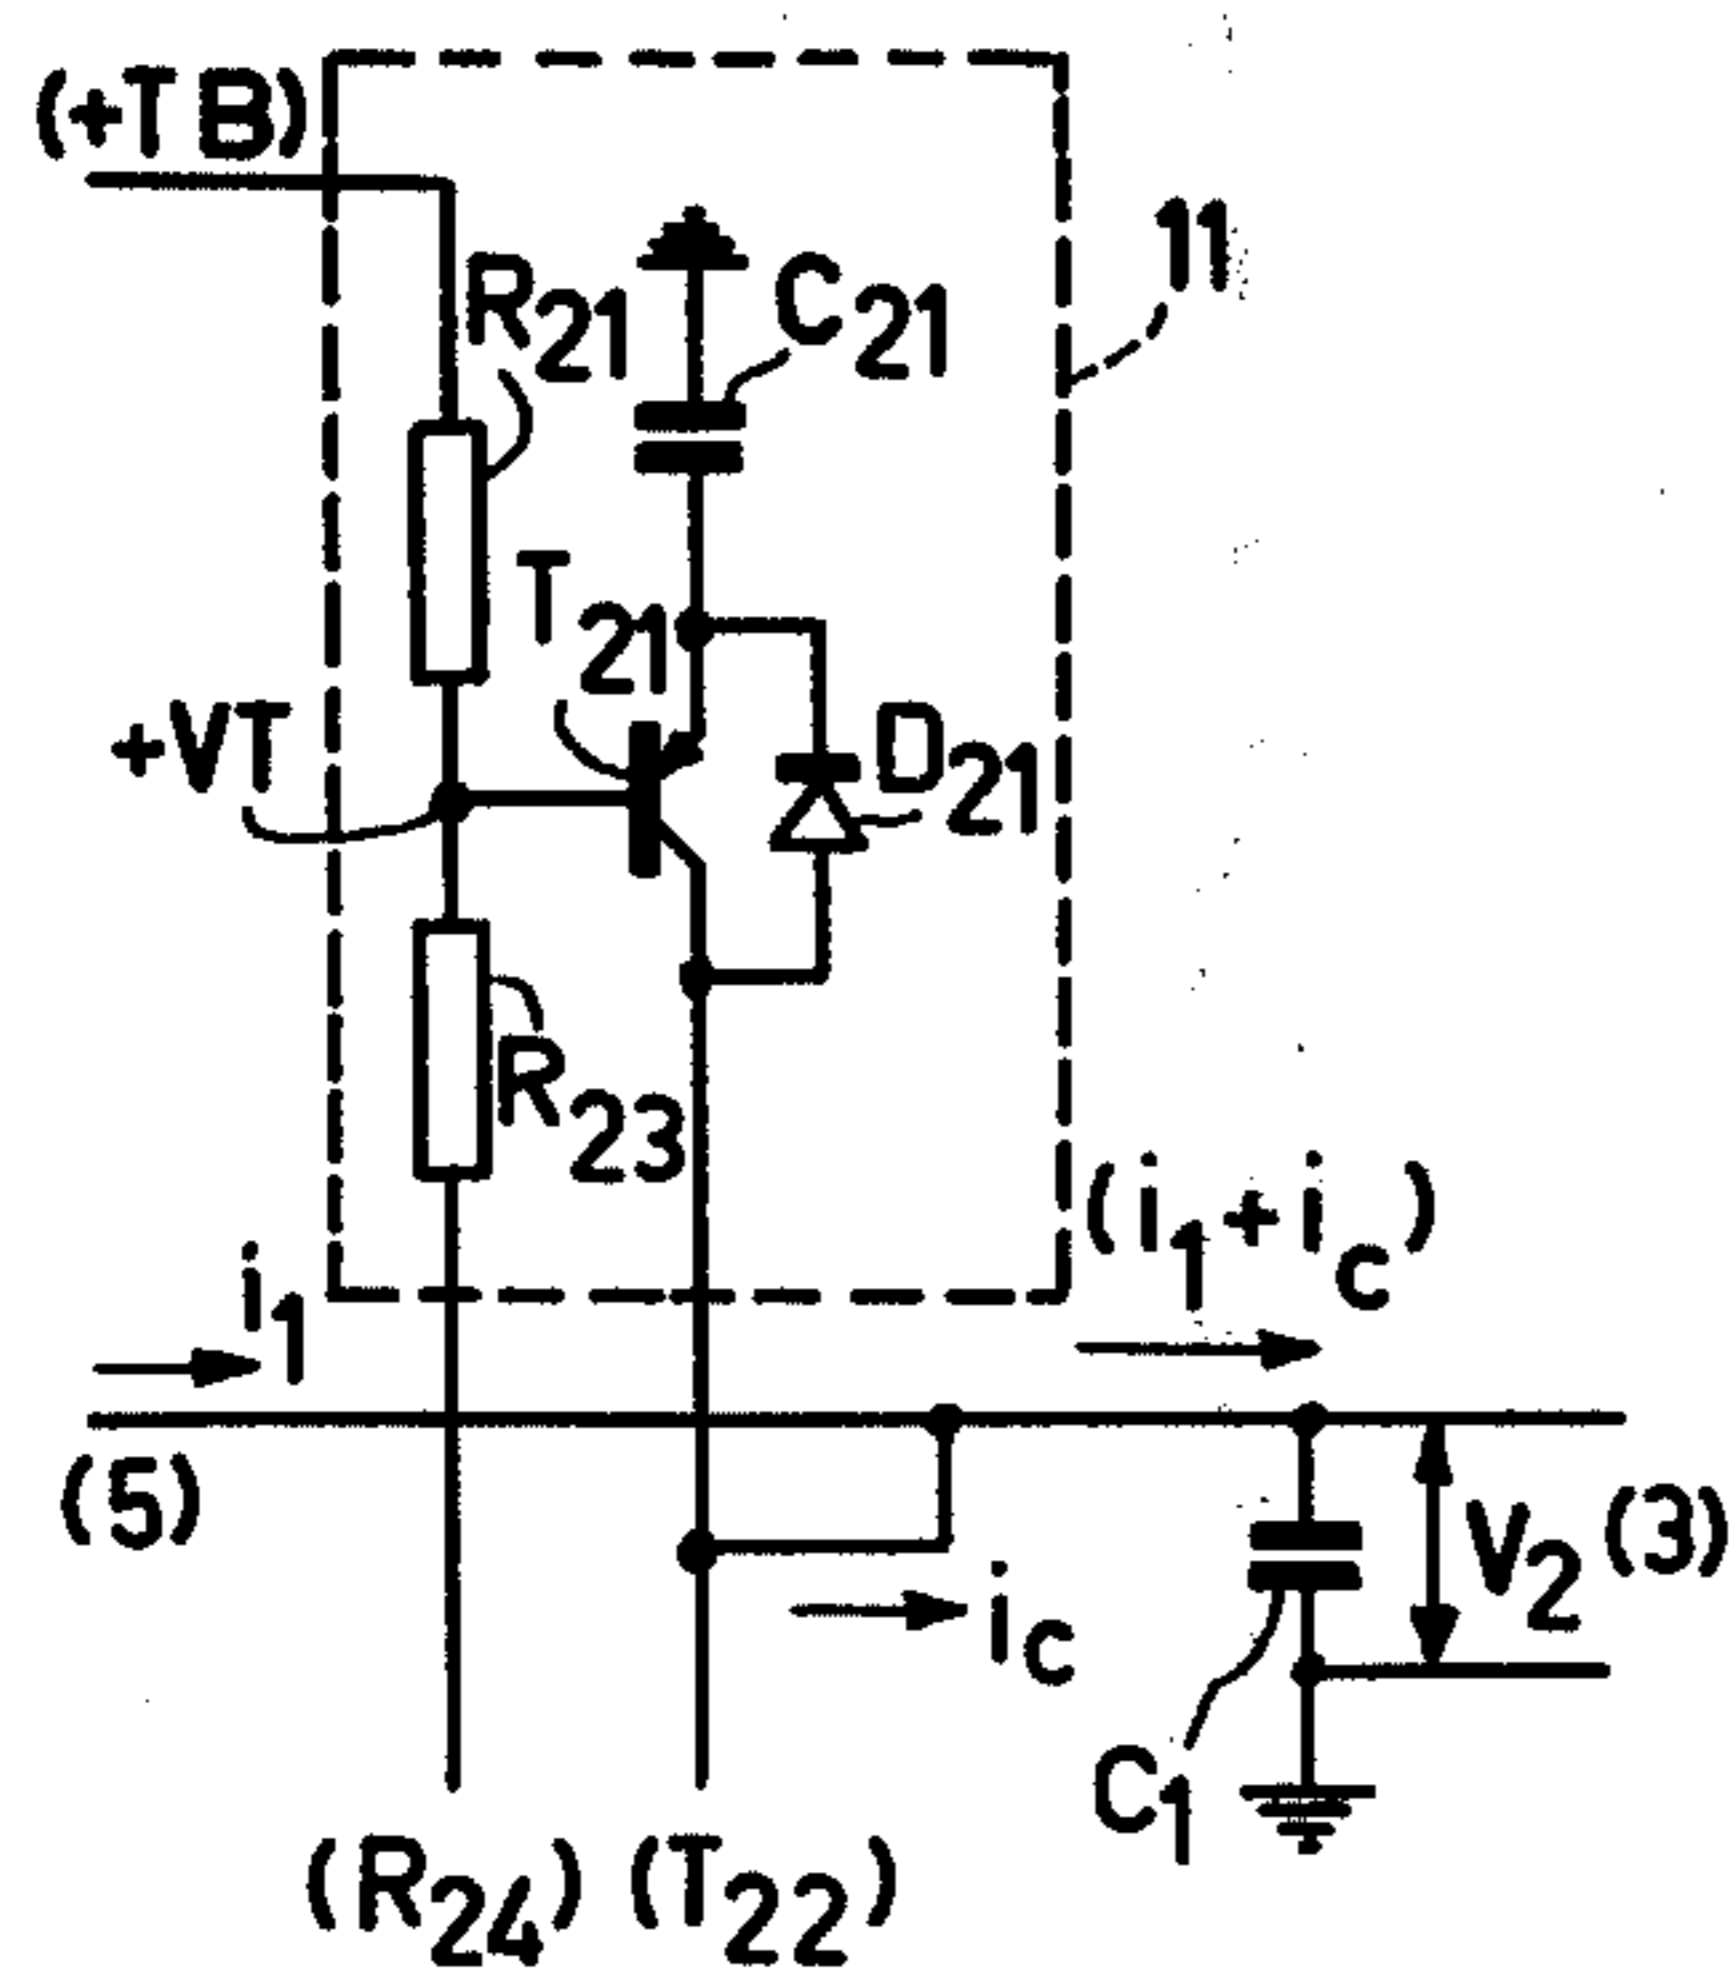 (+TB)
11
R21
C21
T21
+VT
D21
R23
(i1+ic)
i1
(5)
V2
(3)
ic
C1
(R24)
(T22)